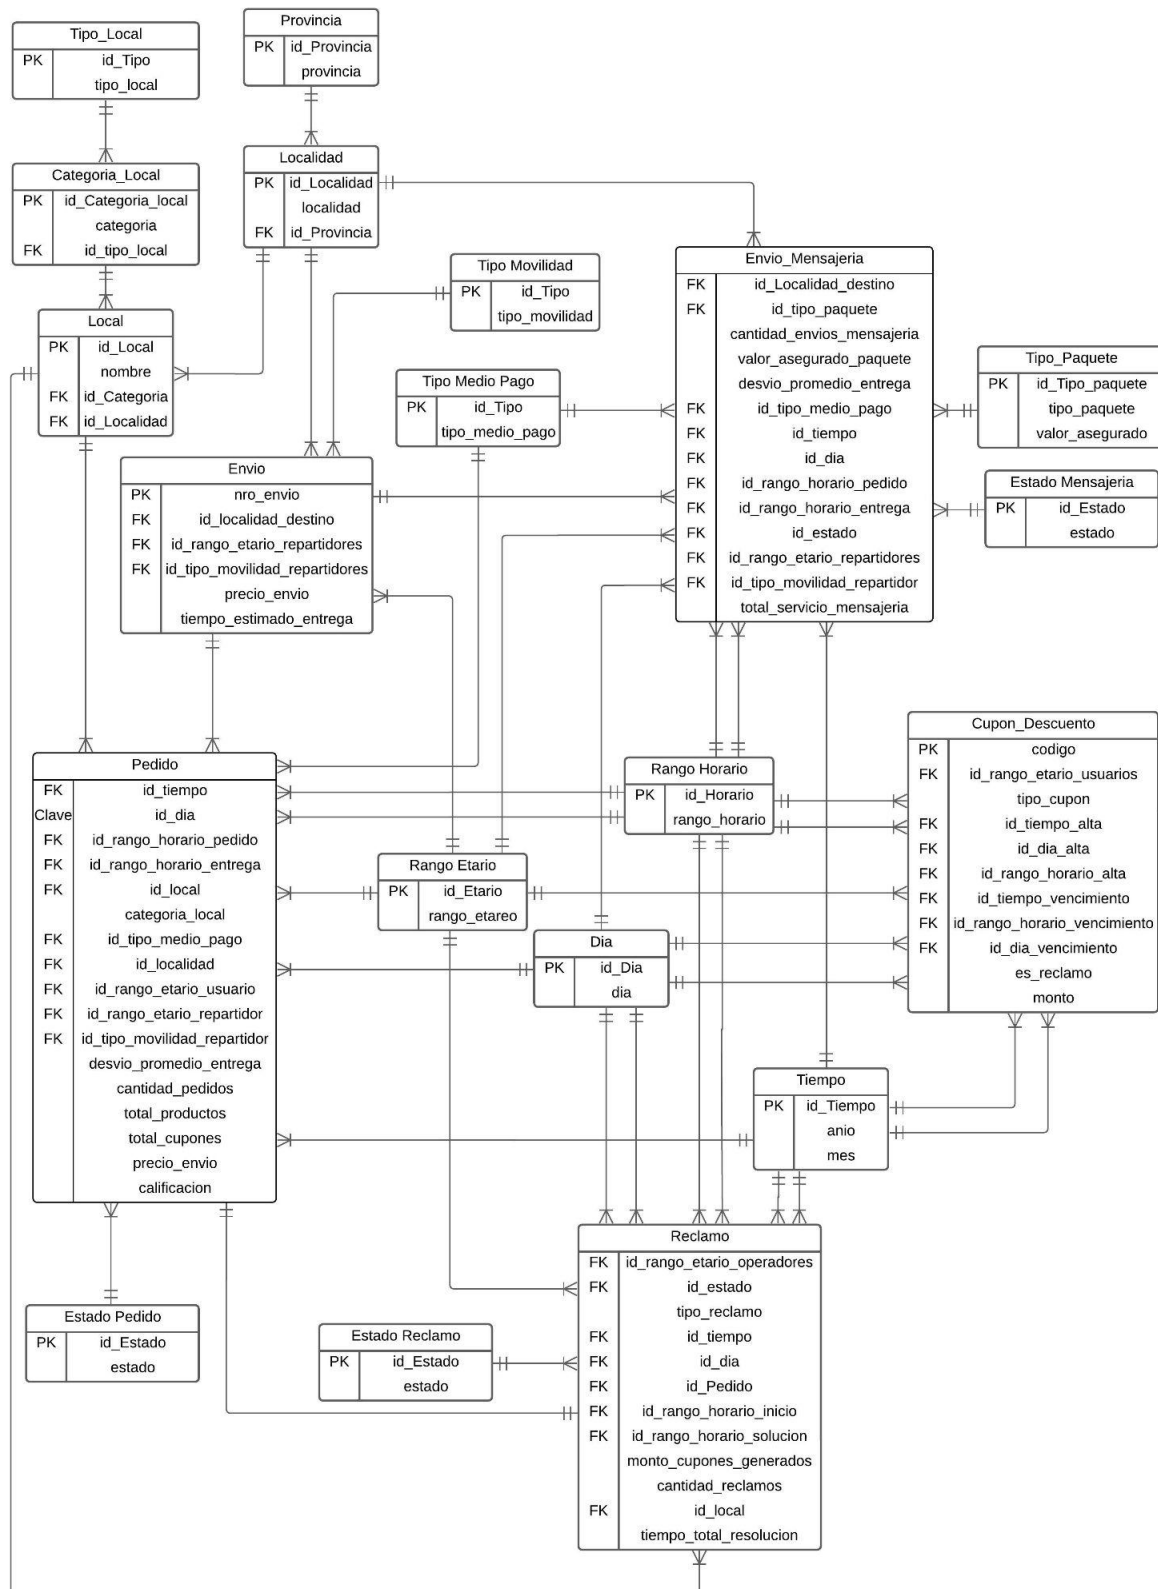 Tipo_Local
PK id_Tipo
tipo_local
Provincia
PK id_Provincia
provincia
Categoria_Local
PK id_Categoria_local
categoria
FK id_tipo_local
Localidad
PK id_Localidad
localidad
FK id_Provincia
Tipo Movilidad
PK id_Tipo
tipo_movilidad
Envio_Mensajeria
FK id_Localidad_destino
FK id_tipo_paquete
cantidad_envios_mensajeria
valor_asegurado_paquete
desvio_promedio_entrega
FK id_tipo_medio_pago
FK id_tiempo
FK id_dia
FK id_rango_horario_pedido
FK id_rango_horario_entrega
FK id_estado
FK id_rango_etario_repartidores
FK id_tipo_movilidad_repartidor
total_servicio_mensajeria
Local
PK id_Local
nombre
FK id_Categoria
FK id_Localidad
Tipo Medio Pago
PK id_Tipo
tipo_medio_pago
Tipo_Paquete
PK id_Tipo_paquete
tipo_paquete
valor_asegurado
Envio
PK nro_envio
FK id_localidad_destino
FK id_rango_etario_repartidores
FK id_tipo_movilidad_repartidores
precio_envio
tiempo_estimado_entrega
Estado Mensajeria
PK id_Estado
estado
Pedido
FK id_tiempo
Clave id_dia
FK id_rango_horario_pedido
FK id_rango_horario_entrega
FK id_local
categoria_local
FK id_tipo_medio_pago
FK id_localidad
FK id_rango_etario_usuario
FK id_rango_etario_repartidor
FK id_tipo_movilidad_repartidor
desvio_promedio_entrega
cantidad_pedidos
total_productos
total_cupones
precio_envio
calificacion
Rango Horario
PK id_Horario
rango_horario
Cupon_Descuento
PK codigo
FK id_rango_etario_usuarios
tipo_cupon
FK id_tiempo_alta
FK id_dia_alta
FK id_rango_horario_alta
FK id_tiempo_vencimiento
FK id_rango_horario_vencimiento
FK id_dia_vencimiento
es_reclamo
monto
Rango Etario
PK id_Etario
rango_etareo
Dia
PK id_Dia
dia
Tiempo
PK id_Tiempo
anio
mes
Reclamo
FK id_rango_etario_operadores
FK id_estado
tipo_reclamo
FK id_tiempo
FK id_dia
FK id_Pedido
FK id_rango_horario_inicio
FK id_rango_horario_solucion
monto_cupones_generados
cantidad_reclamos
FK id_local
tiempo_total_resolucion
Estado Pedido
PK id_Estado
estado
Estado Reclamo
PK id_Estado
estado